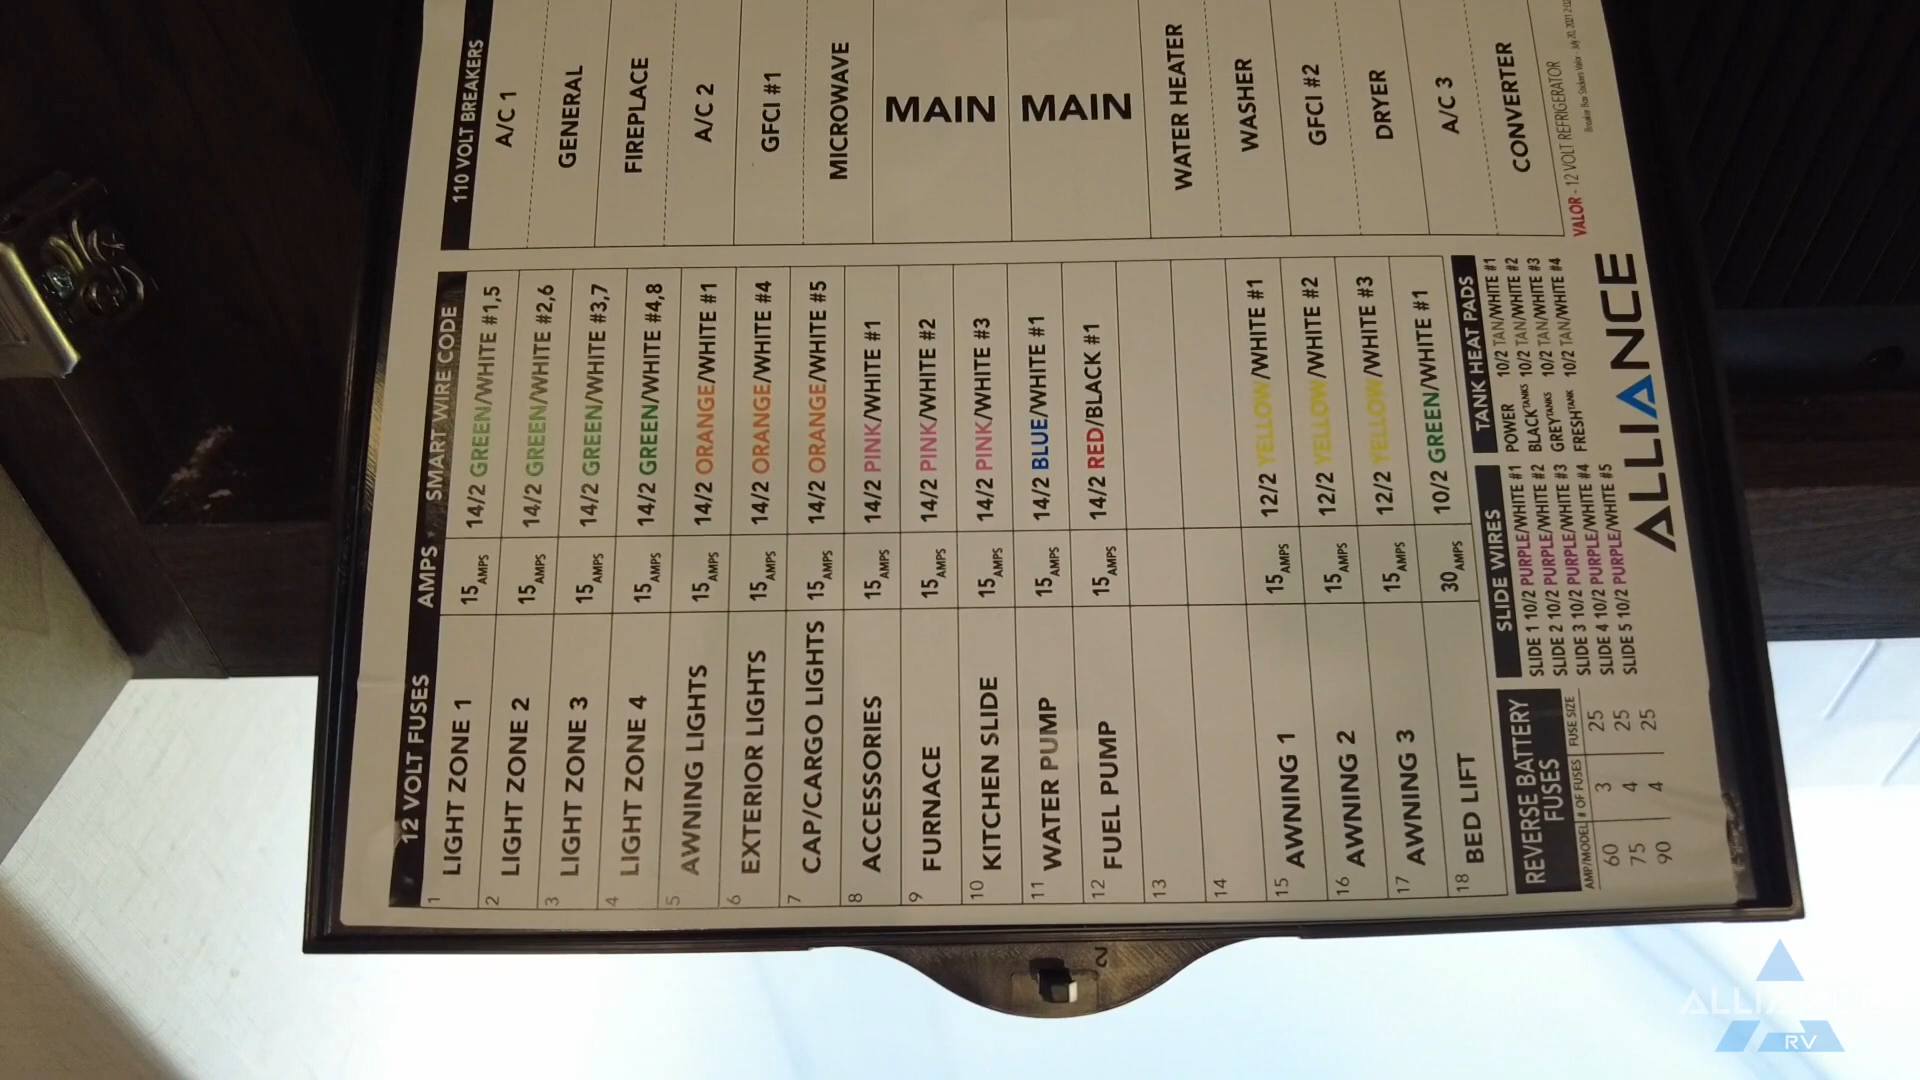 12 VOLT FUSES AMPS SMART WIRE CODE
1 LIGHT ZONE 1 15 AMPS 14/2 GREEN/WHITE #1,5
2 LIGHT ZONE 2 15 AMPS 14/2 GREEN/WHITE #2,6
3 LIGHT ZONE 3 15 AMPS 14/2 GREEN/WHITE #3,7
4 LIGHT ZONE 4 15 AMPS 14/2 GREEN/WHITE #4,8
5 AWNING LIGHTS 15 AMPS 14/2 ORANGE/WHITE #1
6 EXTERIOR LIGHTS 15 AMPS 14/2 ORANGE/WHITE #4
7 CAP/CARGO LIGHTS 15 AMPS 14/2 ORANGE/WHITE #5
8 ACCESSORIES 15 AMPS 14/2 PINK/WHITE #1
9 FURNACE 15 AMPS 14/2 PINK/WHITE #2
10 KITCHEN SLIDE 15 AMPS 14/2 PINK/WHITE #3
11 WATER PUMP 15 AMPS 14/2 BLUE/WHITE #1
12 FUEL PUMP 15 AMPS 14/2 RED/BLACK #1
13
14
15 AWNING 1 15 AMPS 12/2 YELLOW/WHITE #1
16 AWNING 2 15 AMPS 12/2 YELLOW/WHITE #2
17 AWNING 3 15 AMPS 12/2 YELLOW/WHITE #3
18 BED LIFT 30 AMPS 10/2 GREEN/WHITE #1
110 VOLT BREAKERS
A/C 1
GENERAL
FIREPLACE
A/C 2
GFCI #1
MICROWAVE
MAIN
MAIN
WATER HEATER
WASHER
GFCI #2
DRYER
A/C 3
CONVERTER
REVERSE BATTERY
FUSES
AMP/MODEL # OF FUSES FUSE SIZE
60 3 25
75 4 25
90 4 25
SLIDE WIRES
SLIDE 1 10/2 PURPLE/WHITE #1
SLIDE 2 10/2 PURPLE/WHITE #2
SLIDE 3 10/2 PURPLE/WHITE #3
SLIDE 4 10/2 PURPLE/WHITE #4
SLIDE 5 10/2 PURPLE/WHITE #5
TANK HEAT PADS
POWER 10/2 TAN/WHITE #1
BLACK TANKS 10/2 TAN/WHITE #2
GREY TANKS 10/2 TAN/WHITE #3
FRESH TANK 10/2 TAN/WHITE #4
VALOR - 12 VOLT REFRIGERATOR
Breaker Box Stickers Valor July 20, 2021
ALLIANCE
2
ALLIANCE
RV